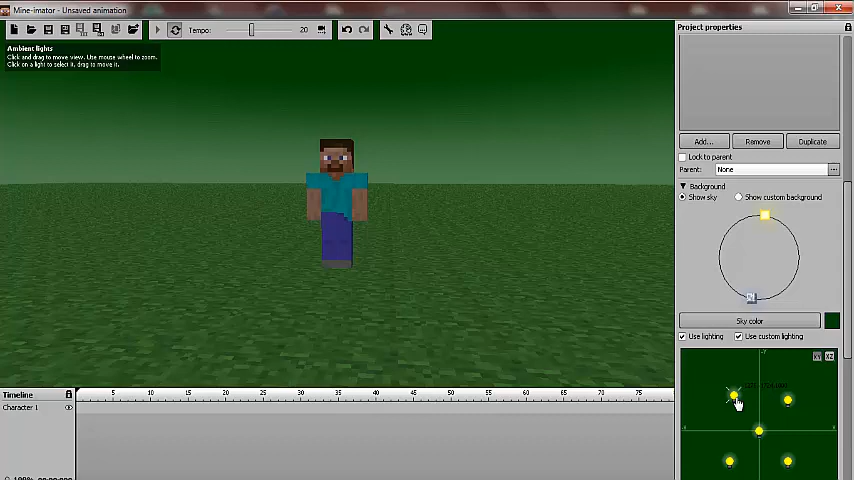 Mine-imator - Unsaved animation
Tempo:
20
Ambient lights
Click and drag to move view. Use mouse wheel to zoom.
Click on a light to select it, drag to move it.
Project properties
Add...
Remove
Duplicate
Lock to parent
Parent:
None
Background
Show sky
Show custom background
Sky color
Use lighting
Use custom lighting
-Y
XY
XZ
Timeline
5
10
15
20
25
30
35
40
45
50
55
60
65
70
75
Character 1